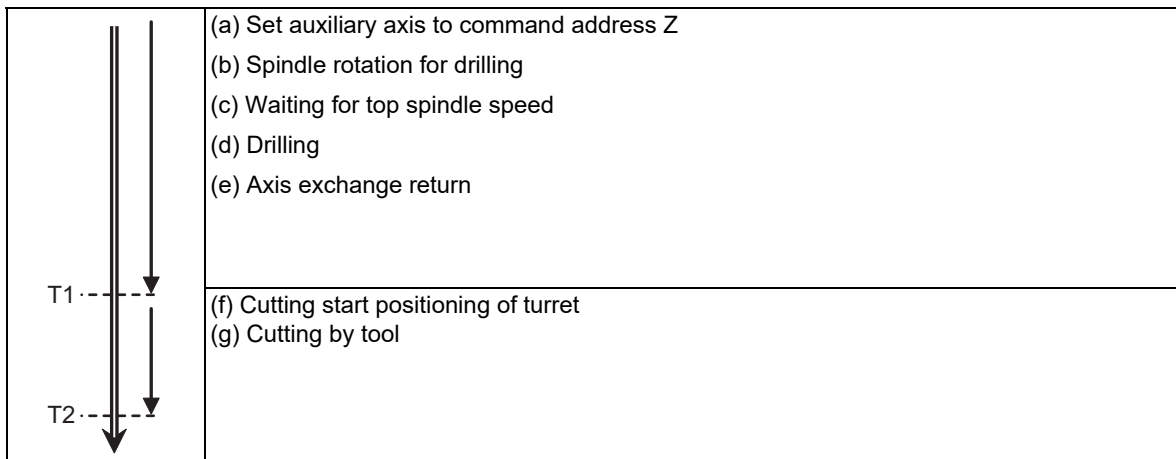 (a) Set auxiliary axis to command address Z
(b) Spindle rotation for drilling
(c) Waiting for top spindle speed
(d) Drilling
(e) Axis exchange return
T1
(f) Cutting start positioning of turret
(g) Cutting by tool
T2